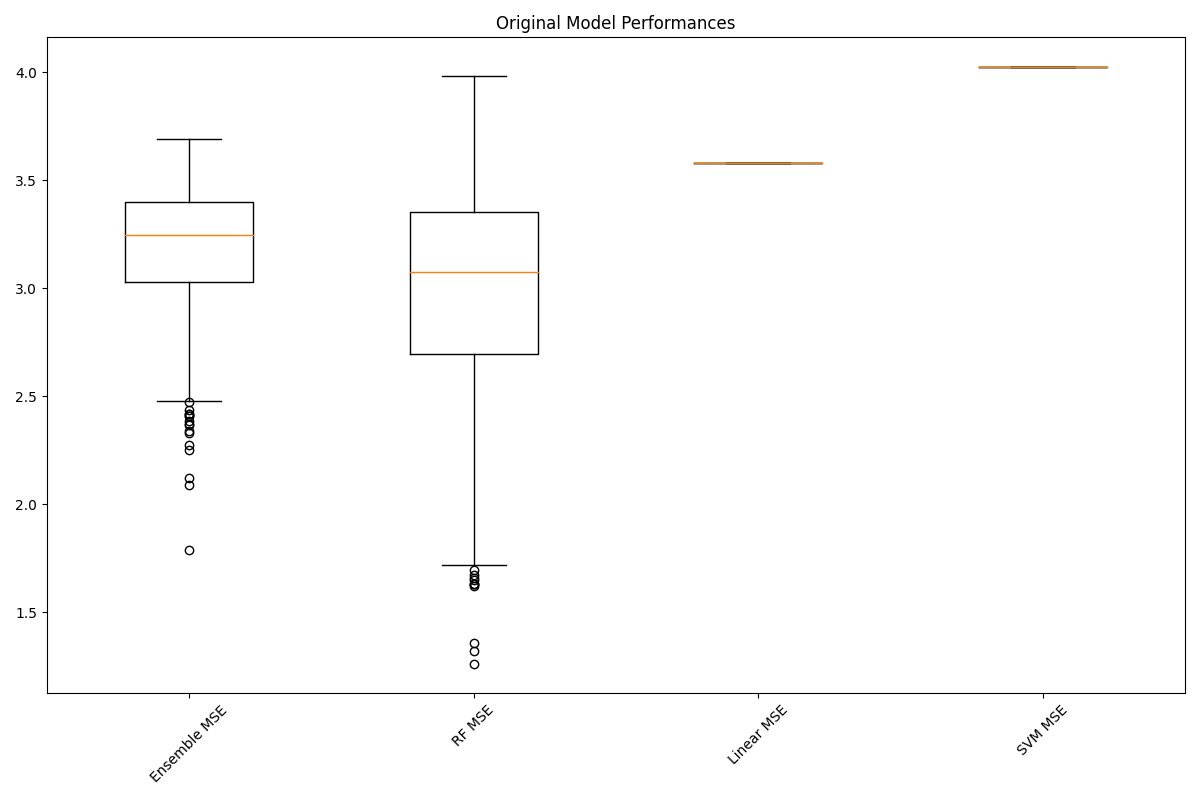 Original Model Performances
4.0
3.5
3.0
2.5
2.0
1.5
Ensemble MSE
RF MSE
Linear MSE
SVM MSE